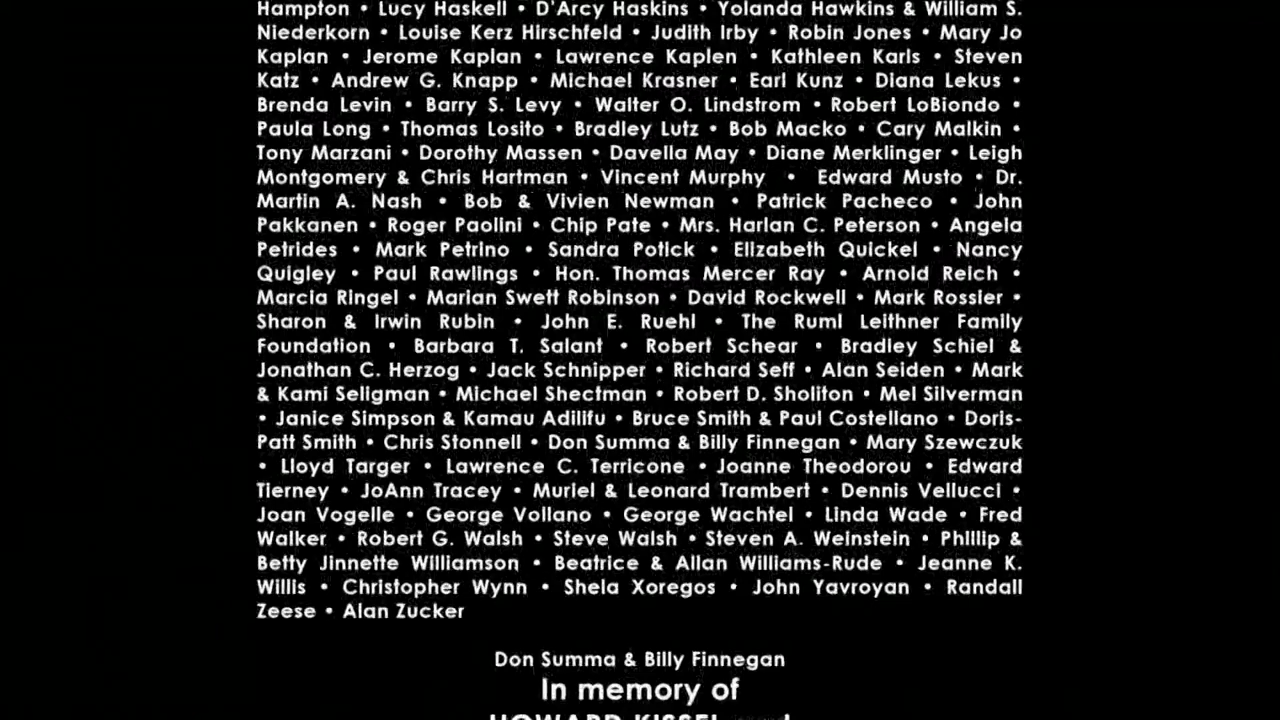 Hampton • Lucy Haskell • D'Arcy Haskins • Yolanda Hawkins & William S.
Niederkorn • Louise Kerz Hirschfeld • Judith Irby • Robin Jones • Mary Jo
Kaplan • Jerome Kaplan • Lawrence Kaplen • Kathleen Karls • Steven
Katz • Andrew G. Knapp • Michael Krasner • Earl Kunz • Diana Lekus •
Brenda Levin • Barry S. Levy • Walter O. Lindstrom • Robert LoBiondo •
Paula Long • Thomas Losito • Bradley Lutz • Bob Macko • Cary Malkin •
Tony Marzani • Dorothy Massen • Davella May • Diane Merklinger • Leigh
Montgomery & Chris Hartman • Vincent Murphy • Edward Musto • Dr.
Martin A. Nash • Bob & Vivien Newman • Patrick Pacheco • John
Pakkanen • Roger Paolini • Chip Pate • Mrs. Harlan C. Peterson • Angela
Petrides • Mark Petrino • Sandra Potick • Elizabeth Quickel • Nancy
Quigley • Paul Rawlings • Hon. Thomas Mercer Ray • Arnold Reich •
Marcia Ringel • Marian Swett Robinson • David Rockwell • Mark Rossier •
Sharon & Irwin Rubin • John E. Ruehl • The Ruml Leithner Family
Foundation • Barbara T. Salant • Robert Schear • Bradley Schiel &
Jonathan C. Herzog • Jack Schnipper • Richard Seff • Alan Seiden • Mark
& Kami Seligman • Michael Shectman • Robert D. Sholiton • Mel Silverman
• Janice Simpson & Kamau Adilifu • Bruce Smith & Paul Costellano • Doris-
Patt Smith • Chris Stonnell • Don Summa & Billy Finnegan • Mary Szewczuk
• Lloyd Targer • Lawrence C. Terricone • Joanne Theodorou • Edward
Tierney • JoAnn Tracey • Muriel & Leonard Trambert • Dennis Vellucci •
Joan Vogelle • George Vollano • George Wachtel • Linda Wade • Fred
Walker • Robert G. Walsh • Steve Walsh • Steven A. Weinstein • Phillip &
Betty Jinnette Williamson • Beatrice & Allan Williams-Rude • Jeanne K.
Willis • Christopher Wynn • Shela Xoregos • John Yavroyan • Randall
Zeese • Alan Zucker
Don Summa & Billy Finnegan
In memory of
HOWARD KISSEL and